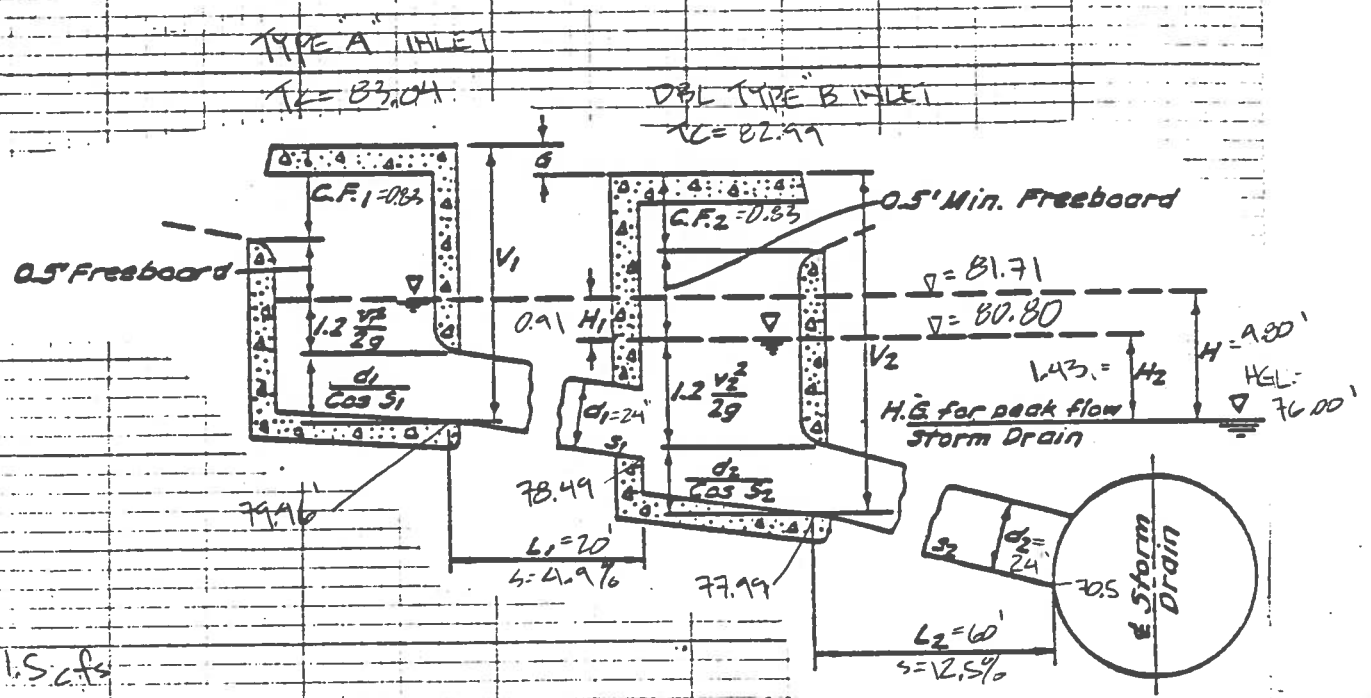 TYPE "A" INLET
TC= 83.04
DBL TYPE "B" INLET
TC= 82.99
G
C.F.1 =0.83
C.F.2 =0.83
0.5' Min. Freeboard
0.5' Freeboard
V1
V2
▽= 81.71
▽= 80.80
0.91 H1
1.2 v1²/2g
1.2 v2²/2g
1.43.= H2
H = 9.80'
HGL=
76.00'
H.G. for peak flow
Storm Drain
d1/Cos S1
d1=24"
S1
d2/Cos S2
79.46'
78.49
77.99
L1=20'
S=4.9%
S2
d2=
24"
70.5
Storm
Drain
L2=60'
S=12.5%
1.5 cfs